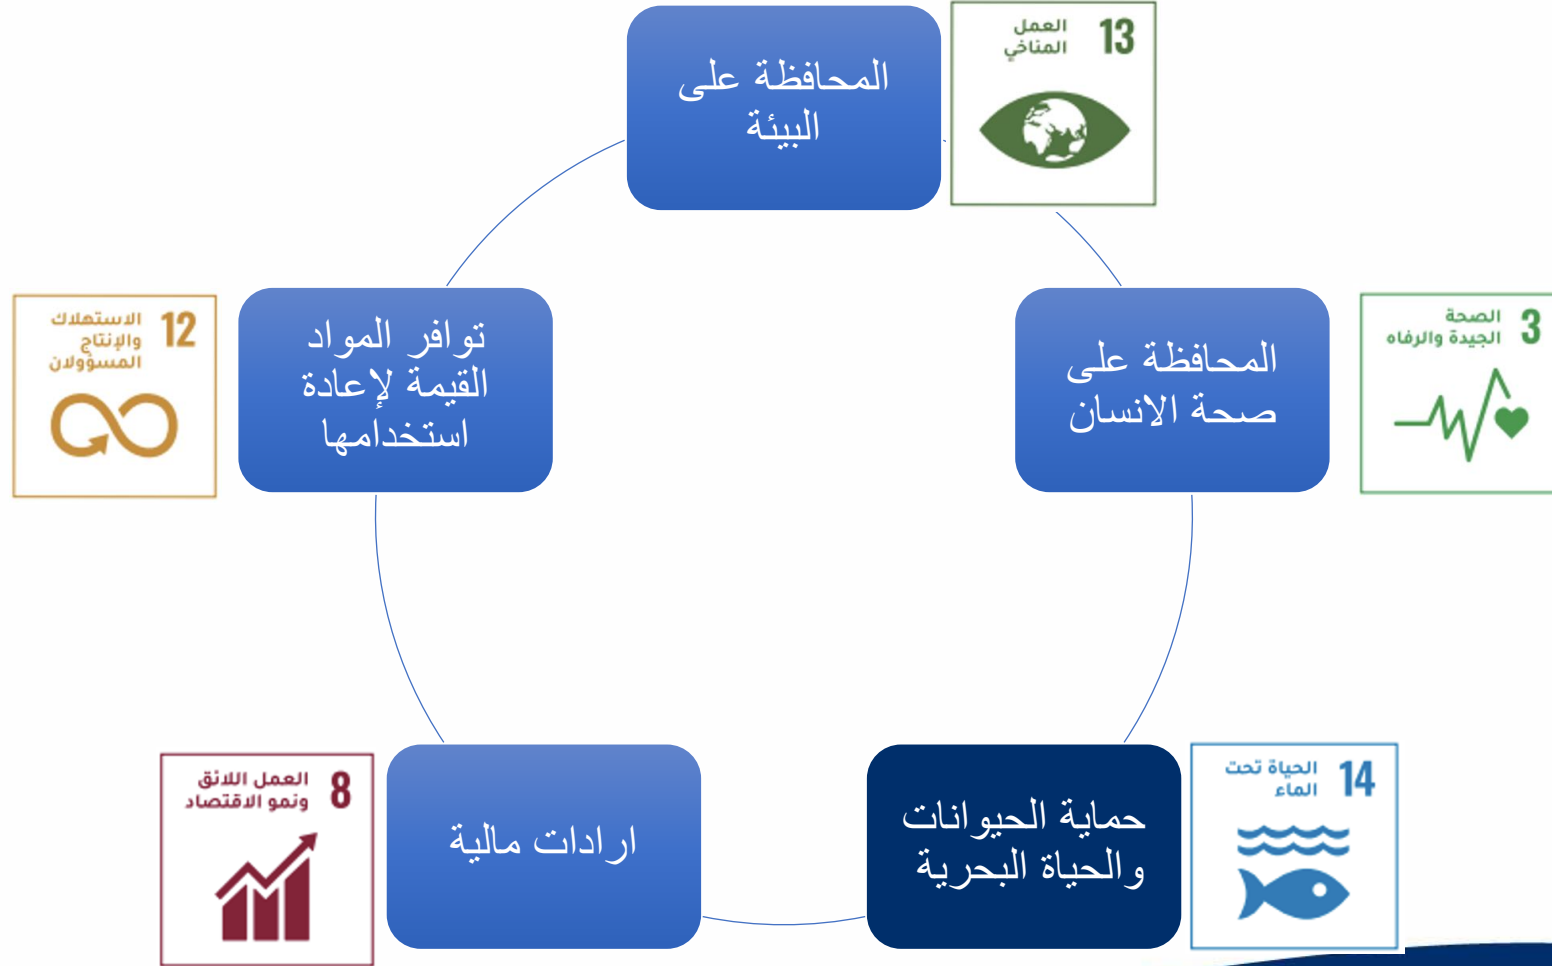 المحافظة على
البيئة
13
العمل
المناخي
المحافظة على
صحة الانسان
3
الصحة
الجيدة والرفاه
حماية الحيوانات
والحياة البحرية
14
الحياة تحت
الماء
ارادات مالية
8
العمل اللائق
ونمو الاقتصاد
توافر المواد
القيمة لإعادة
استخدامها
12
الاستهلاك
والإنتاج
المسؤولان